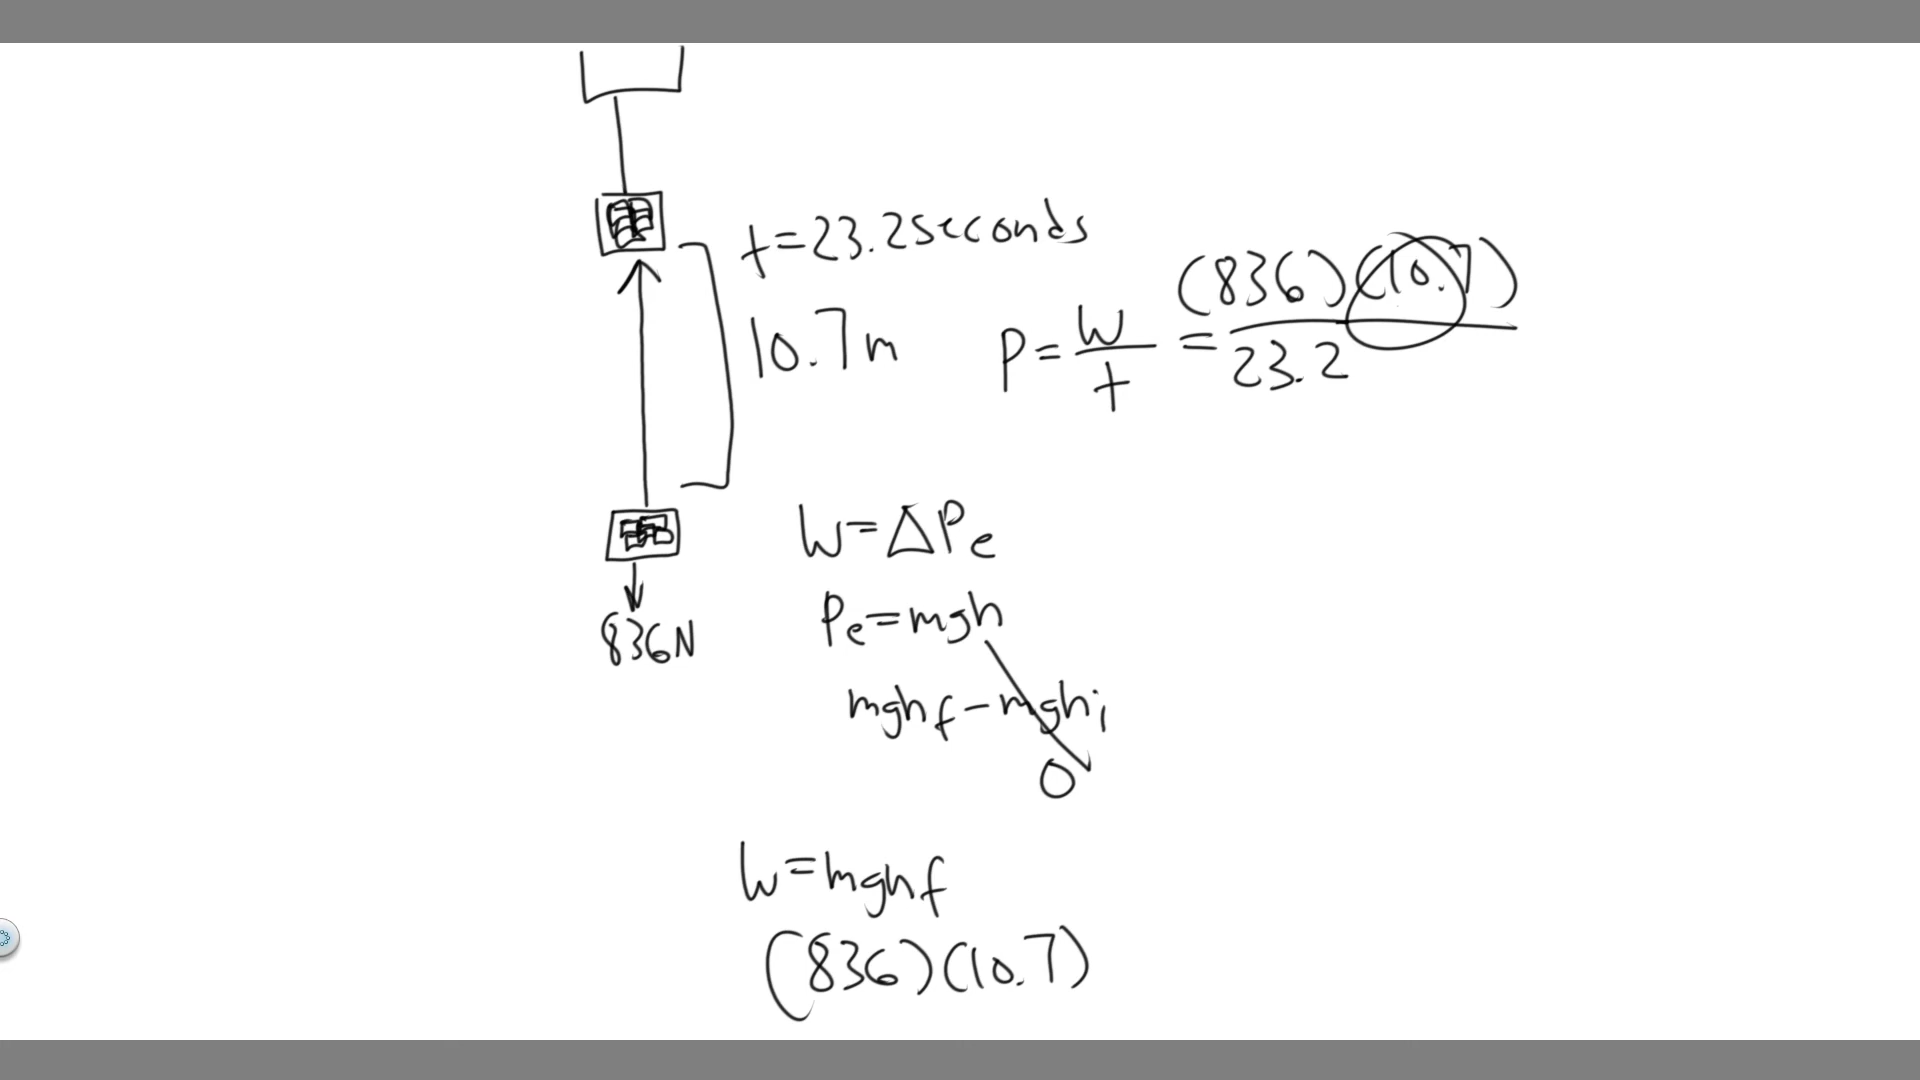 t=23.2seconds
10.7m
P=W/t=(836)(10.7)/23.2
836N
W=ΔPe
Pe=mgh
mghf-mghi
0
W=mghf
(836)(10.7)